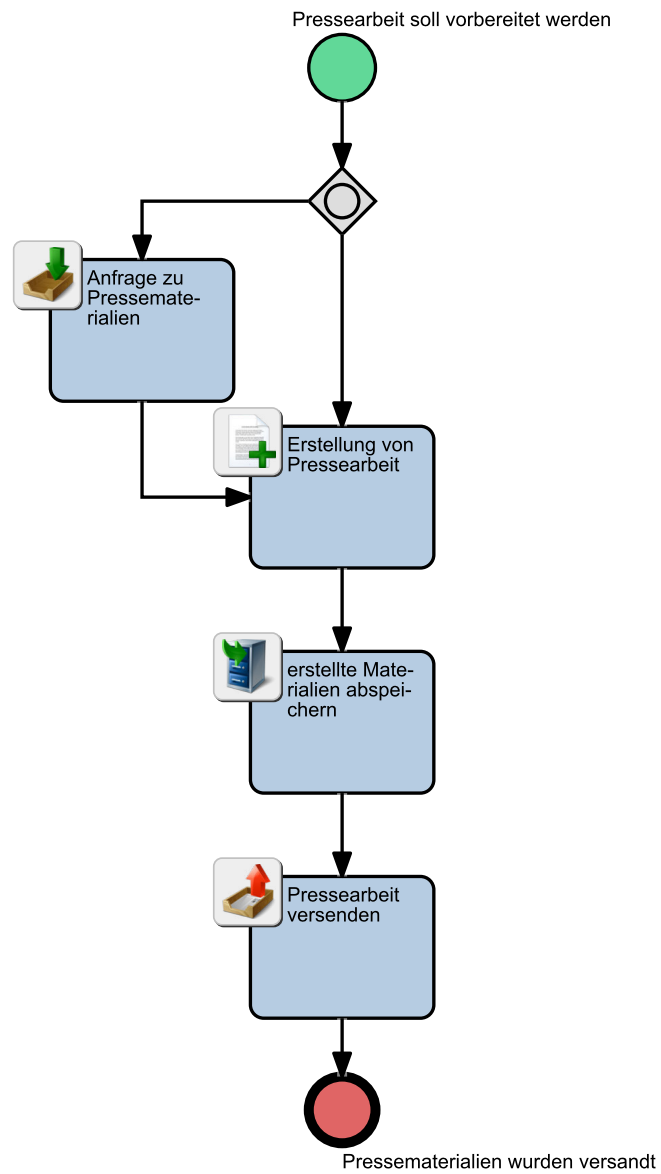 Pressearbeit soll vorbereitet werden
Anfrage zu
Pressemate-
rialien
Erstellung von
Pressearbeit
erstellte Mate-
rialien abspei-
chern
Pressearbeit
versenden
Pressematerialien wurden versandt